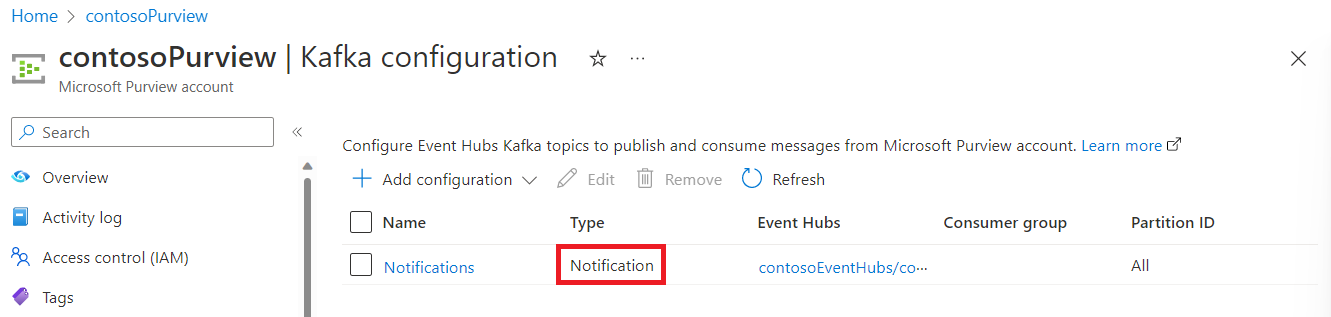 Home > contosoPurview
contosoPurview | Kafka configuration
Microsoft Purview account
Search
Overview
Activity log
Access control (IAM)
Tags
Configure Event Hubs Kafka topics to publish and consume messages from Microsoft Purview account. Learn more
Add configuration Edit Remove Refresh
Name Type Event Hubs Consumer group Partition ID
Notifications Notification contosoEventHubs/co··· All